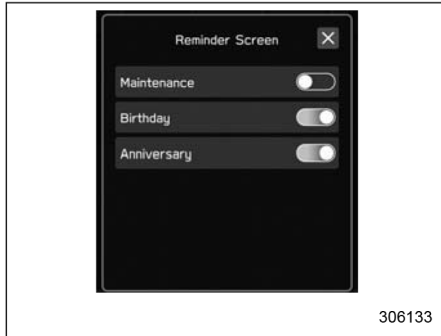 Reminder Screen
Maintenance
Birthday
Anniversary
306133